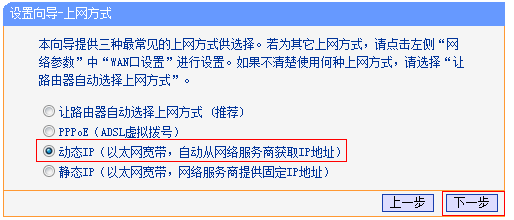 设置向导-上网方式
本向导提供三种最常见的上网方式供选择。若为其它上网方式，请点击左侧“网
络参数”中“WAN口设置”进行设置。如果不清楚使用何种上网方式，请选择“让
路由器自动选择上网方式”。
让路由器自动选择上网方式（推荐）
PPPoE（ADSL虚拟拨号）
动态IP（以太网宽带，自动从网络服务商获取IP地址）
静态IP（以太网宽带，网络服务商提供固定IP地址）
上一步 下一步